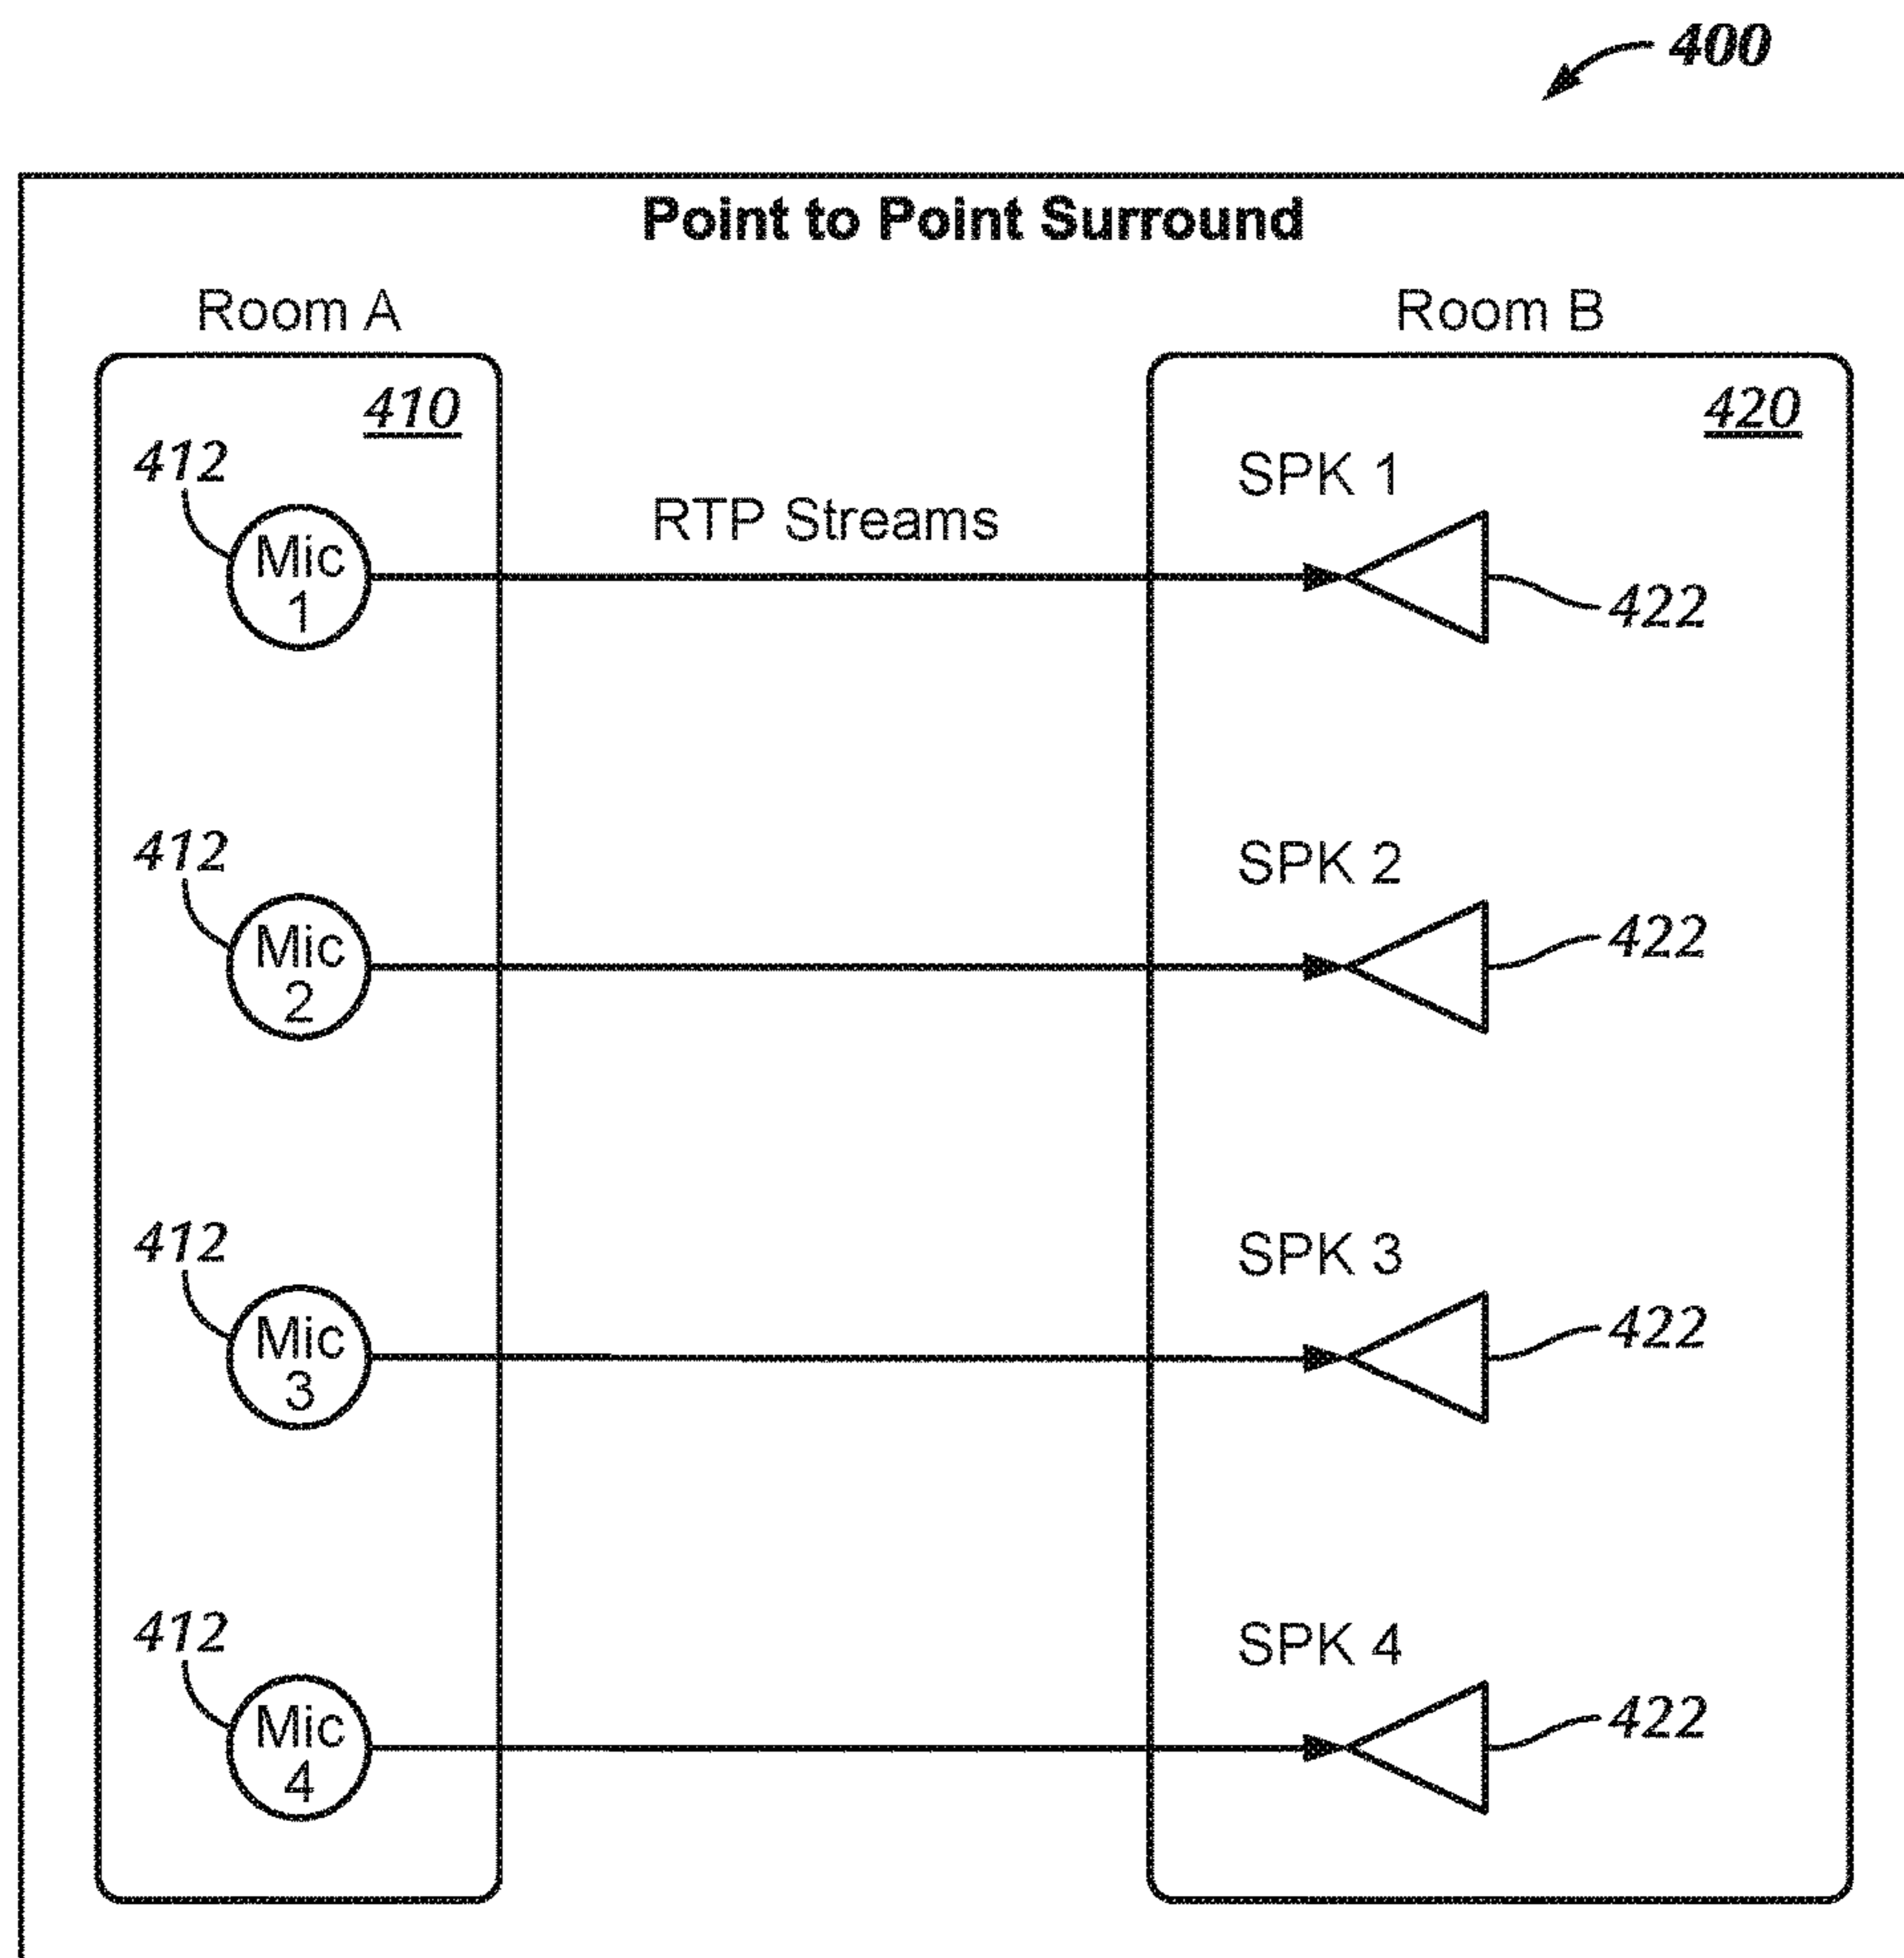 400
Point to Point Surround
Room A
Room B
410
420
412
SPK 1
RTP Streams
Mic
1
422
412
SPK 2
Mic
2
422
412
SPK 3
Mic
3
422
412
SPK 4
Mic
4
422